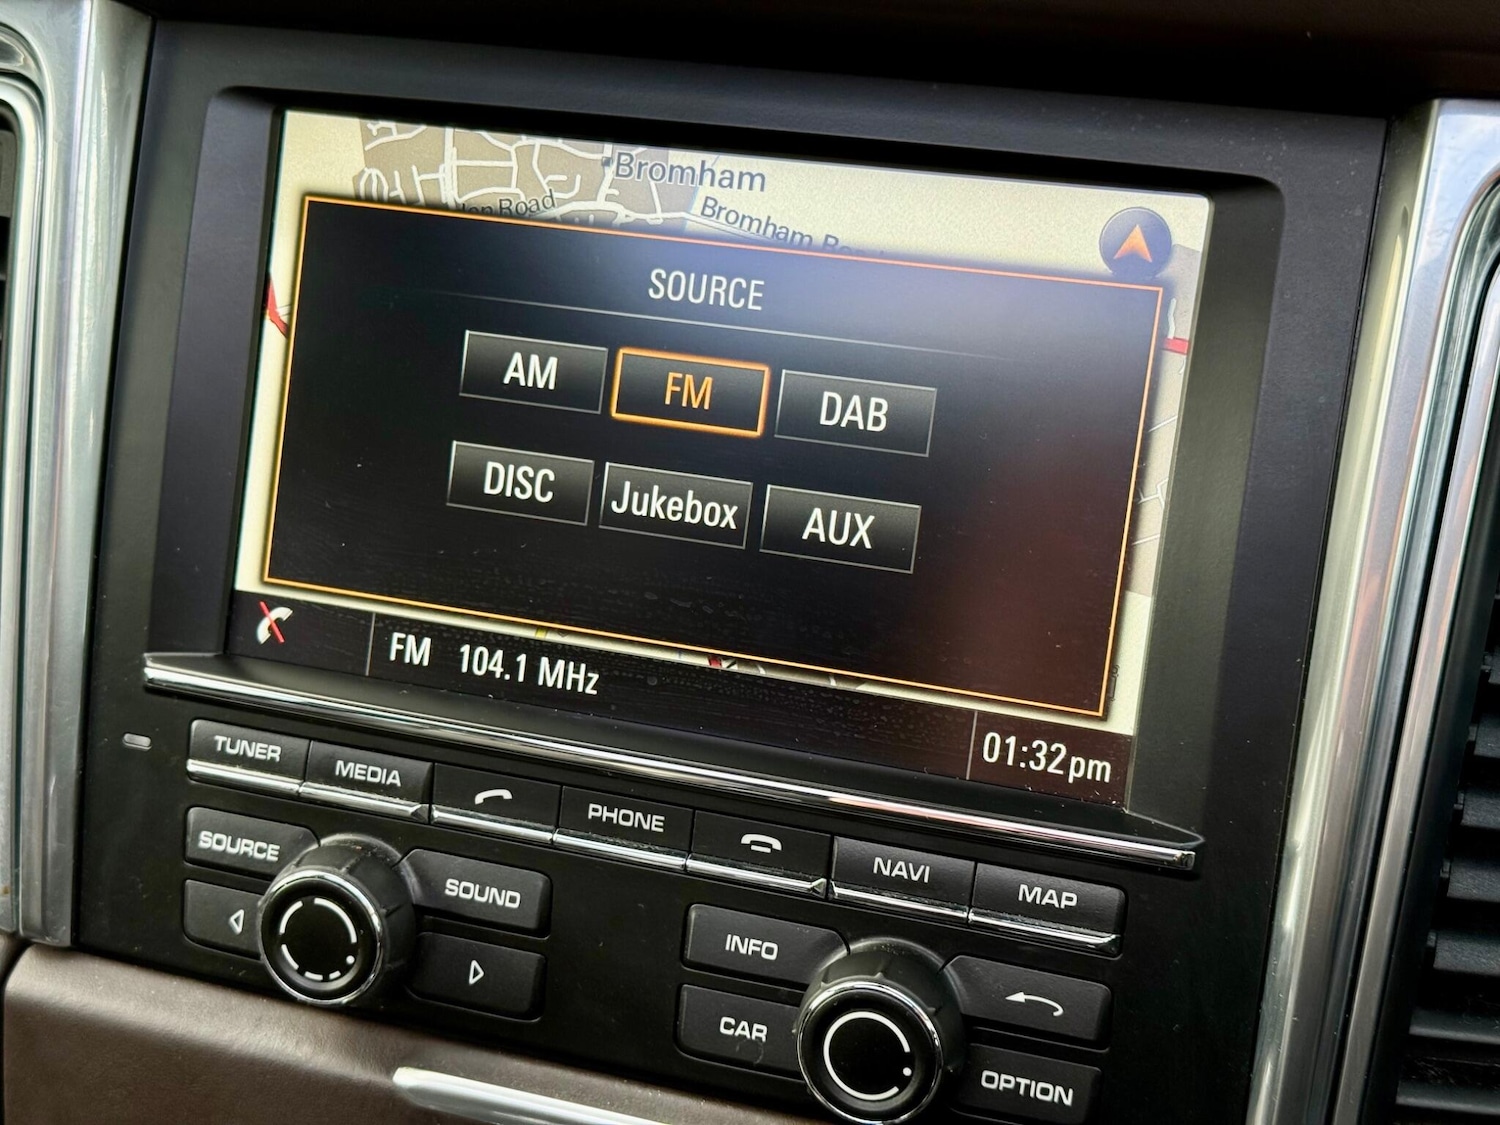 Bromham
Road
Bromham
SOURCE
AM FM DAB
DISC Jukebox AUX
FM 104.1 MHz
01:32pm
TUNER MEDIA PHONE NAVI MAP
SOURCE SOUND
INFO
CAR
OPTION